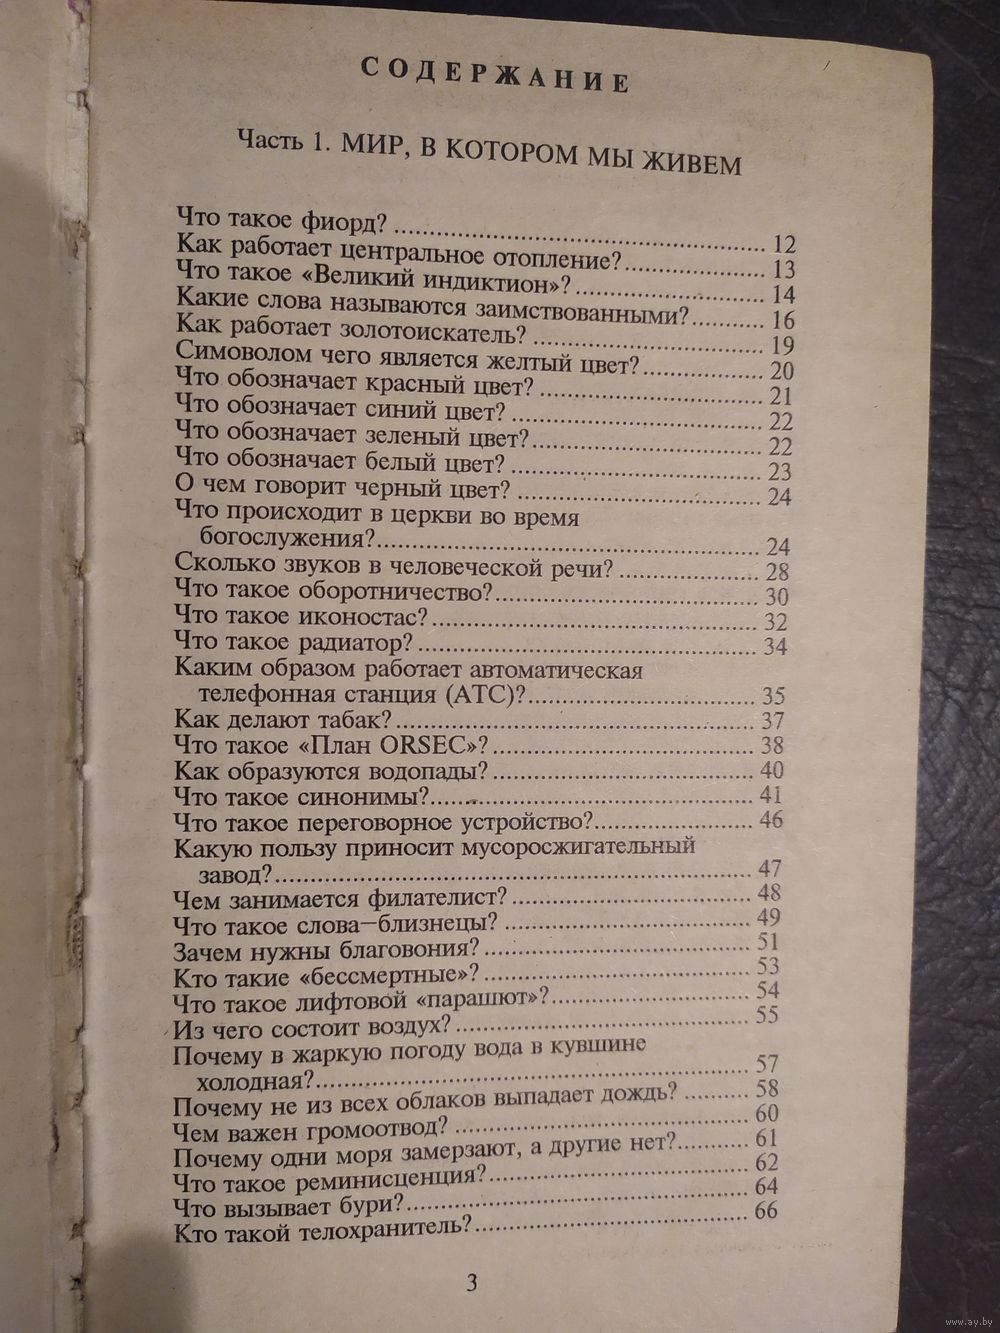 СОДЕРЖАНИЕ
Часть 1. МИР, В КОТОРОМ МЫ ЖИВЕМ
Что такое фиорд? 12
Как работает центральное отопление? 13
Что такое «Великий индиктион»? 14
Какие слова называются заимствованными? 16
Как работает золотоискатель? 19
Симоволом чего является желтый цвет? 20
Что обозначает красный цвет? 21
Что обозначает синий цвет? 22
Что обозначает зеленый цвет? 22
Что обозначает белый цвет? 23
О чем говорит черный цвет? 24
Что происходит в церкви во время
богослужения? 24
Сколько звуков в человеческой речи? 28
Что такое оборотничество? 30
Что такое иконостас? 32
Что такое радиатор? 34
Каким образом работает автоматическая
телефонная станция (АТС)? 35
Как делают табак? 37
Что такое «План ORSEC»? 38
Как образуются водопады? 40
Что такое синонимы? 41
Что такое переговорное устройство? 46
Какую пользу приносит мусоросжигательный
завод? 47
Чем занимается филателист? 48
Что такое слова—близнецы? 49
Зачем нужны благовония? 51
Кто такие «бессмертные»? 53
Что такое лифтовой «парашют»? 54
Из чего состоит воздух? 55
Почему в жаркую погоду вода в кувшине
холодная? 57
Почему не из всех облаков выпадает дождь? 58
Чем важен громоотвод? 60
Почему одни моря замерзают, а другие нет? 61
Что такое реминисценция? 62
Что вызывает бури? 64
Кто такой телохранитель? 66
3
www.ay.by